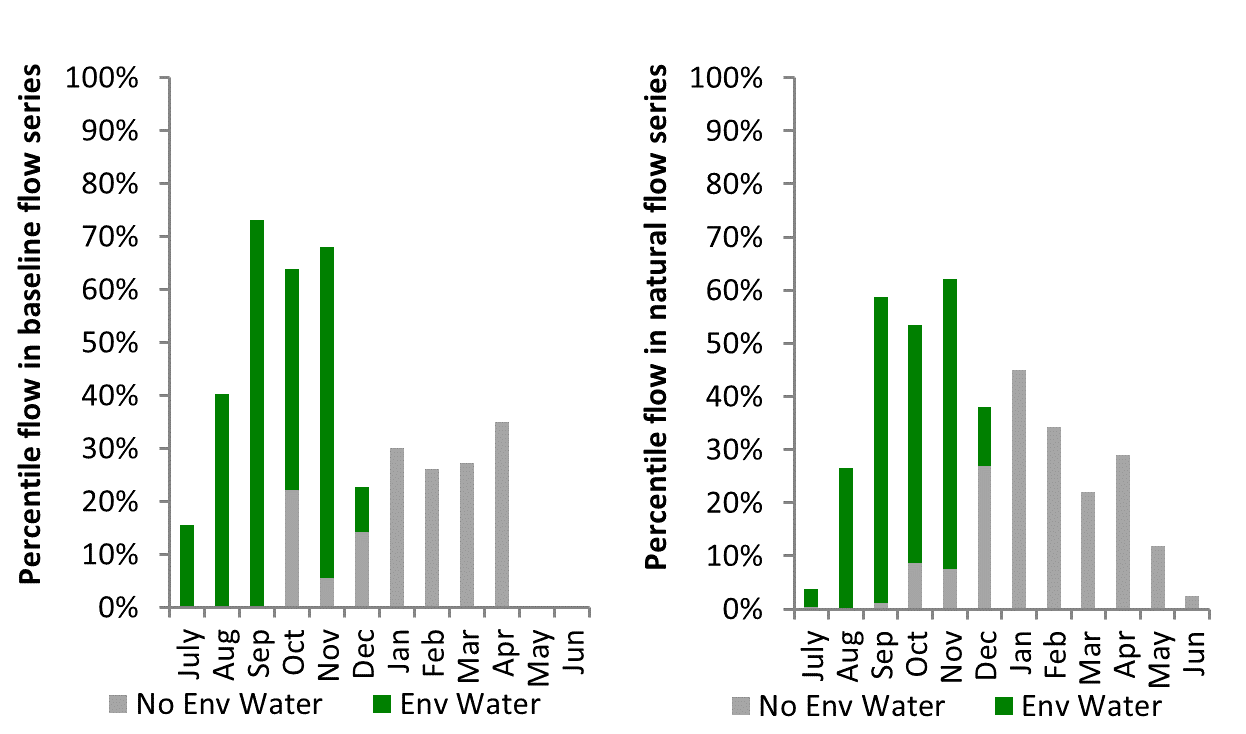 Percentile flow in baseline flow series
100%
90%
80%
70%
60%
50%
40%
30%
20%
10%
0%
July
Aug
Sep
Oct
Nov
Dec
Jan
Feb
Mar
Apr
May
Jun
No Env Water
Env Water
Percentile flow in natural flow series
100%
90%
80%
70%
60%
50%
40%
30%
20%
10%
0%
July
Aug
Sep
Oct
Nov
Dec
Jan
Feb
Mar
Apr
May
Jun
No Env Water
Env Water